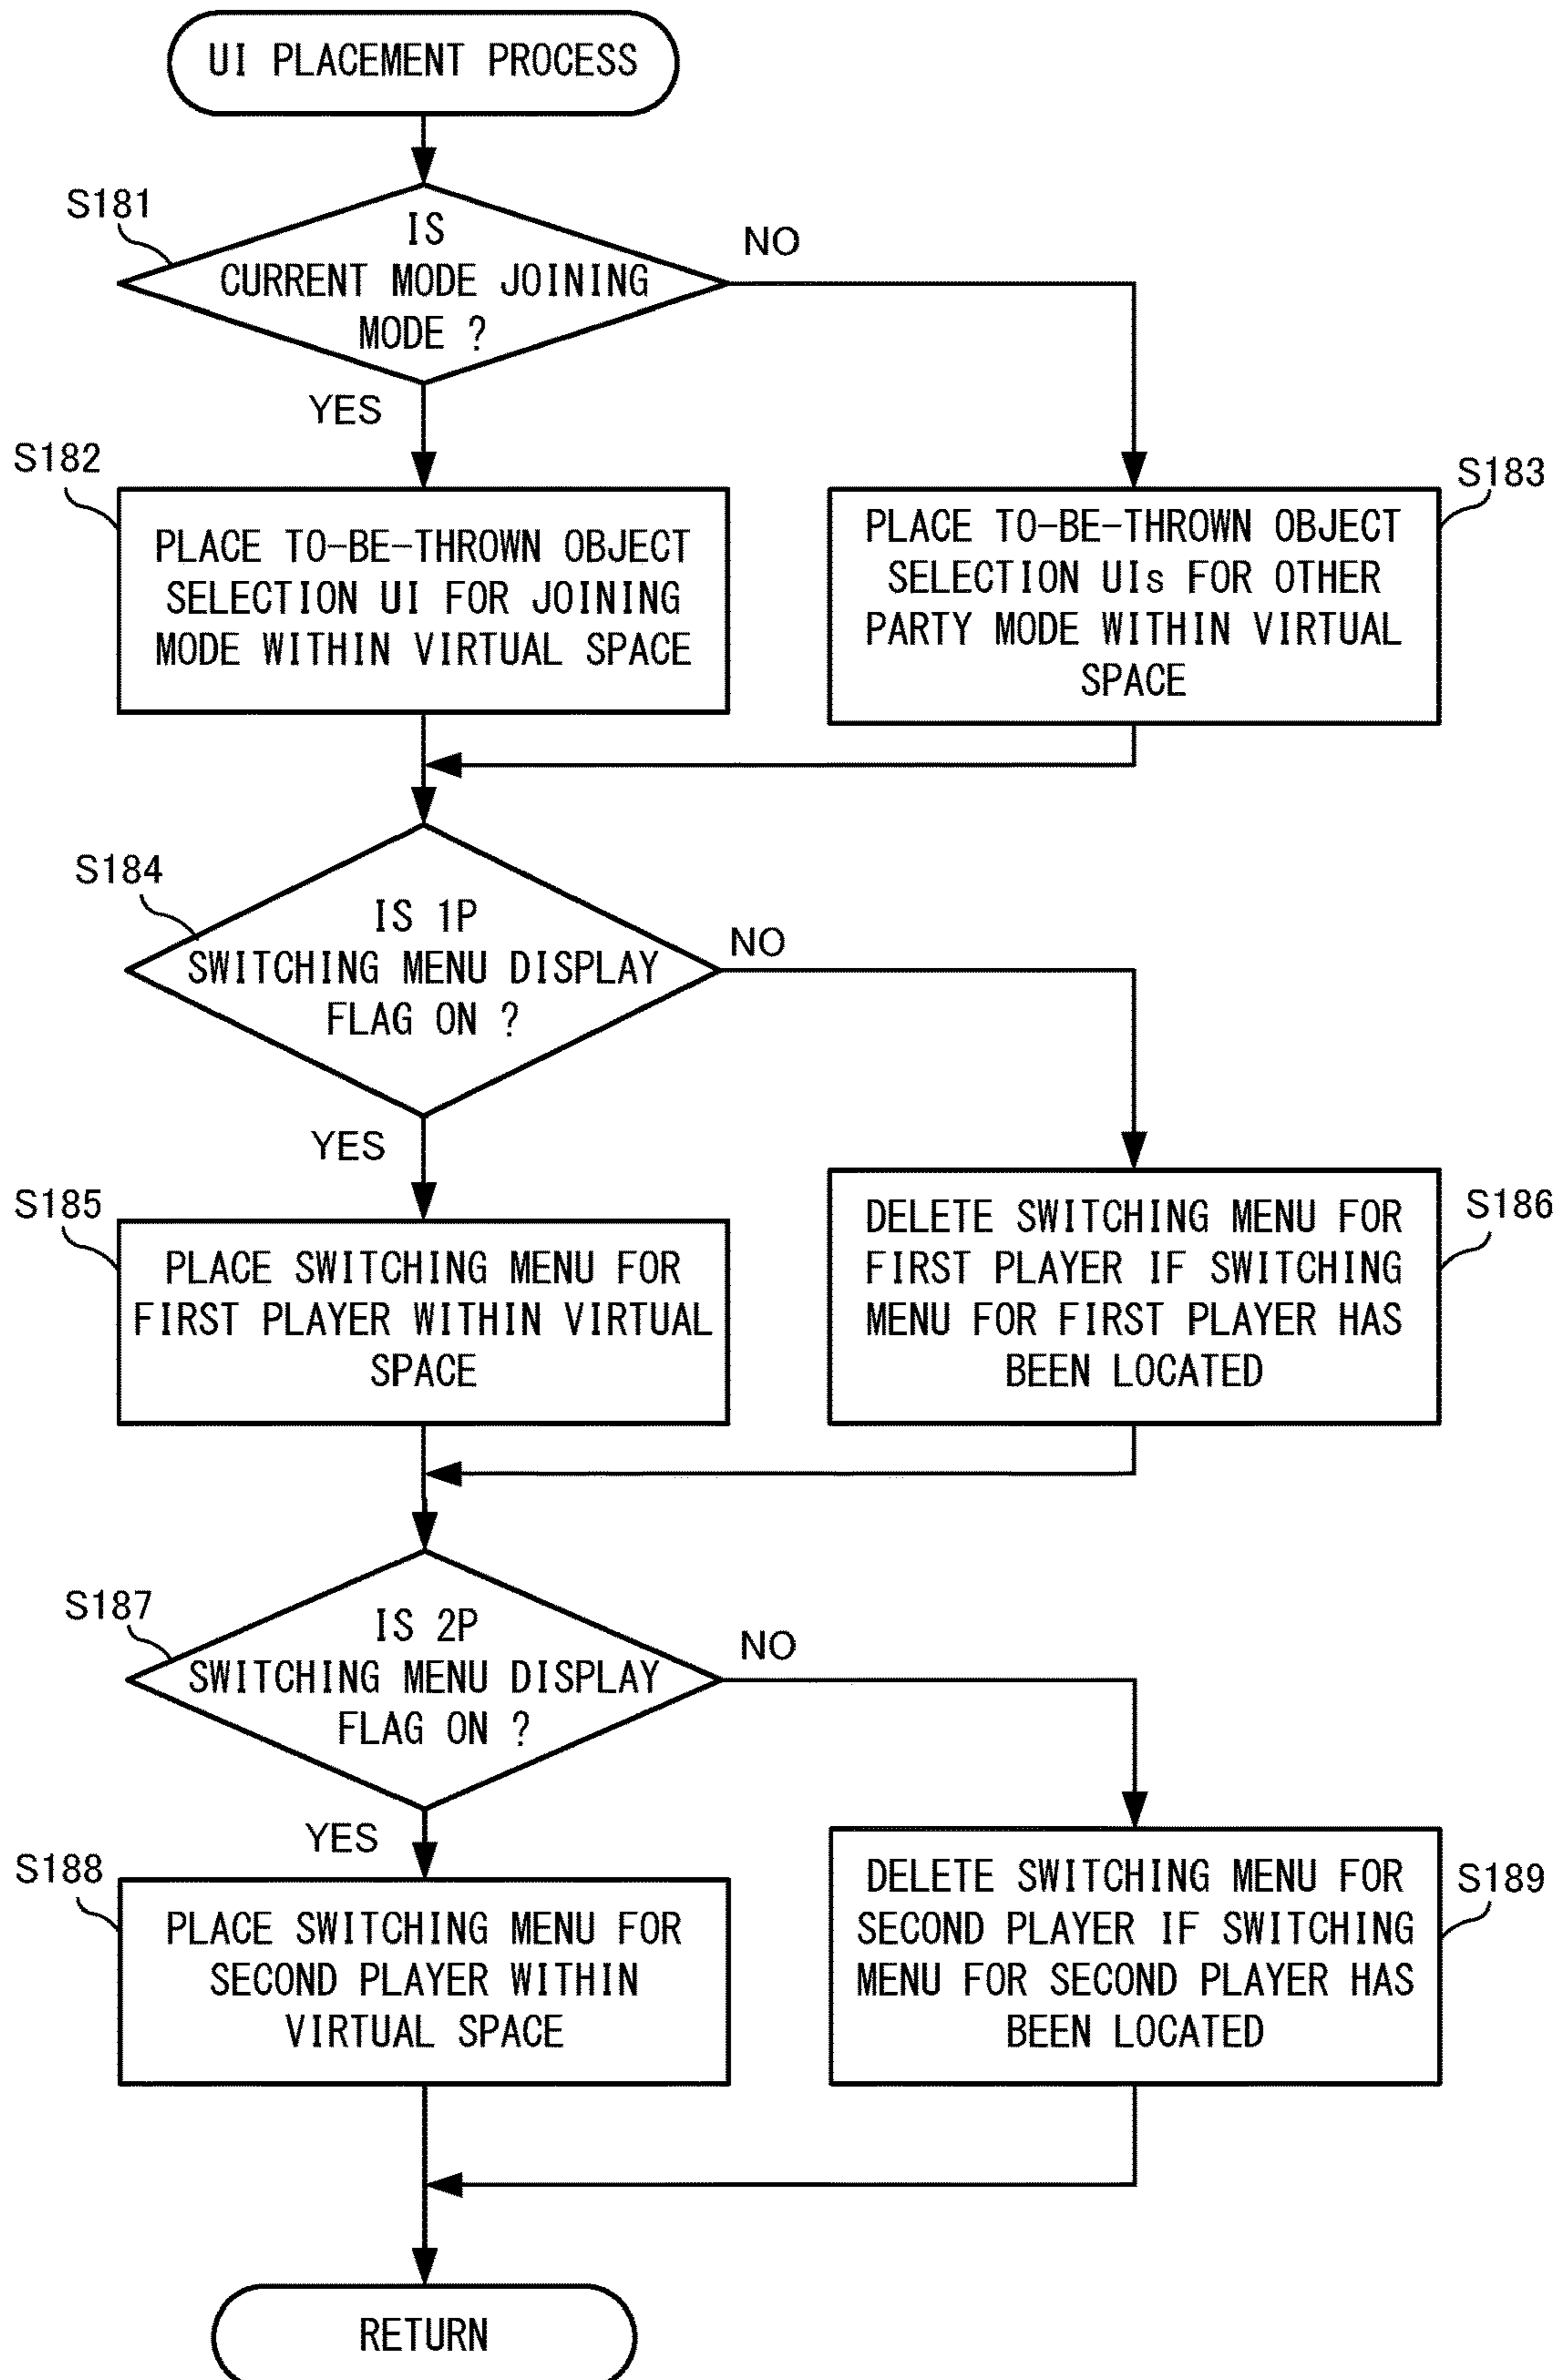 UI PLACEMENT PROCESS
S181
IS
CURRENT MODE JOINING
MODE ?
NO
YES
S182
PLACE TO-BE-THROWN OBJECT
SELECTION UI FOR JOINING
MODE WITHIN VIRTUAL SPACE
S183
PLACE TO-BE-THROWN OBJECT
SELECTION UIs FOR OTHER
PARTY MODE WITHIN VIRTUAL
SPACE
S184
IS 1P
SWITCHING MENU DISPLAY
FLAG ON ?
NO
YES
S185
PLACE SWITCHING MENU FOR
FIRST PLAYER WITHIN VIRTUAL
SPACE
S186
DELETE SWITCHING MENU FOR
FIRST PLAYER IF SWITCHING
MENU FOR FIRST PLAYER HAS
BEEN LOCATED
S187
IS 2P
SWITCHING MENU DISPLAY
FLAG ON ?
NO
YES
S188
PLACE SWITCHING MENU FOR
SECOND PLAYER WITHIN
VIRTUAL SPACE
S189
DELETE SWITCHING MENU FOR
SECOND PLAYER IF SWITCHING
MENU FOR SECOND PLAYER HAS
BEEN LOCATED
RETURN